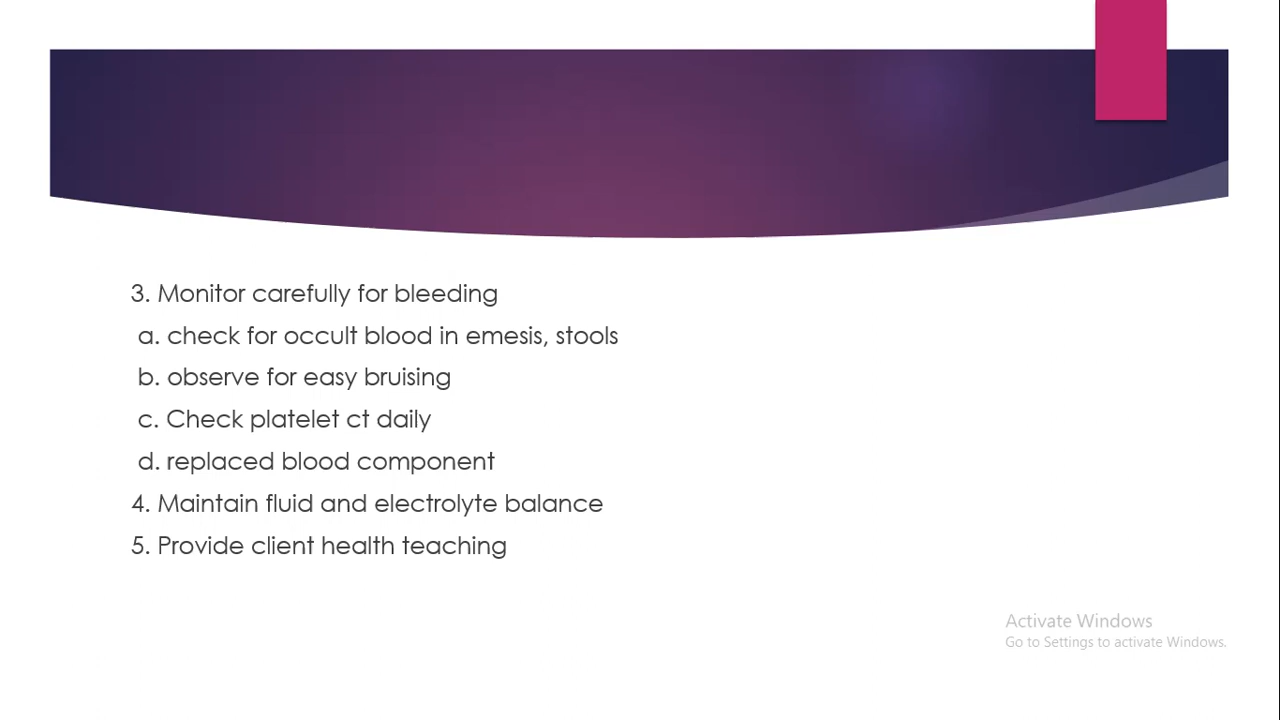 3. Monitor carefully for bleeding
a. check for occult blood in emesis, stools
b. observe for easy bruising
c. Check platelet ct daily
d. replaced blood component
4. Maintain fluid and electrolyte balance
5. Provide client health teaching
Activate Windows
Go to Settings to activate Windows.